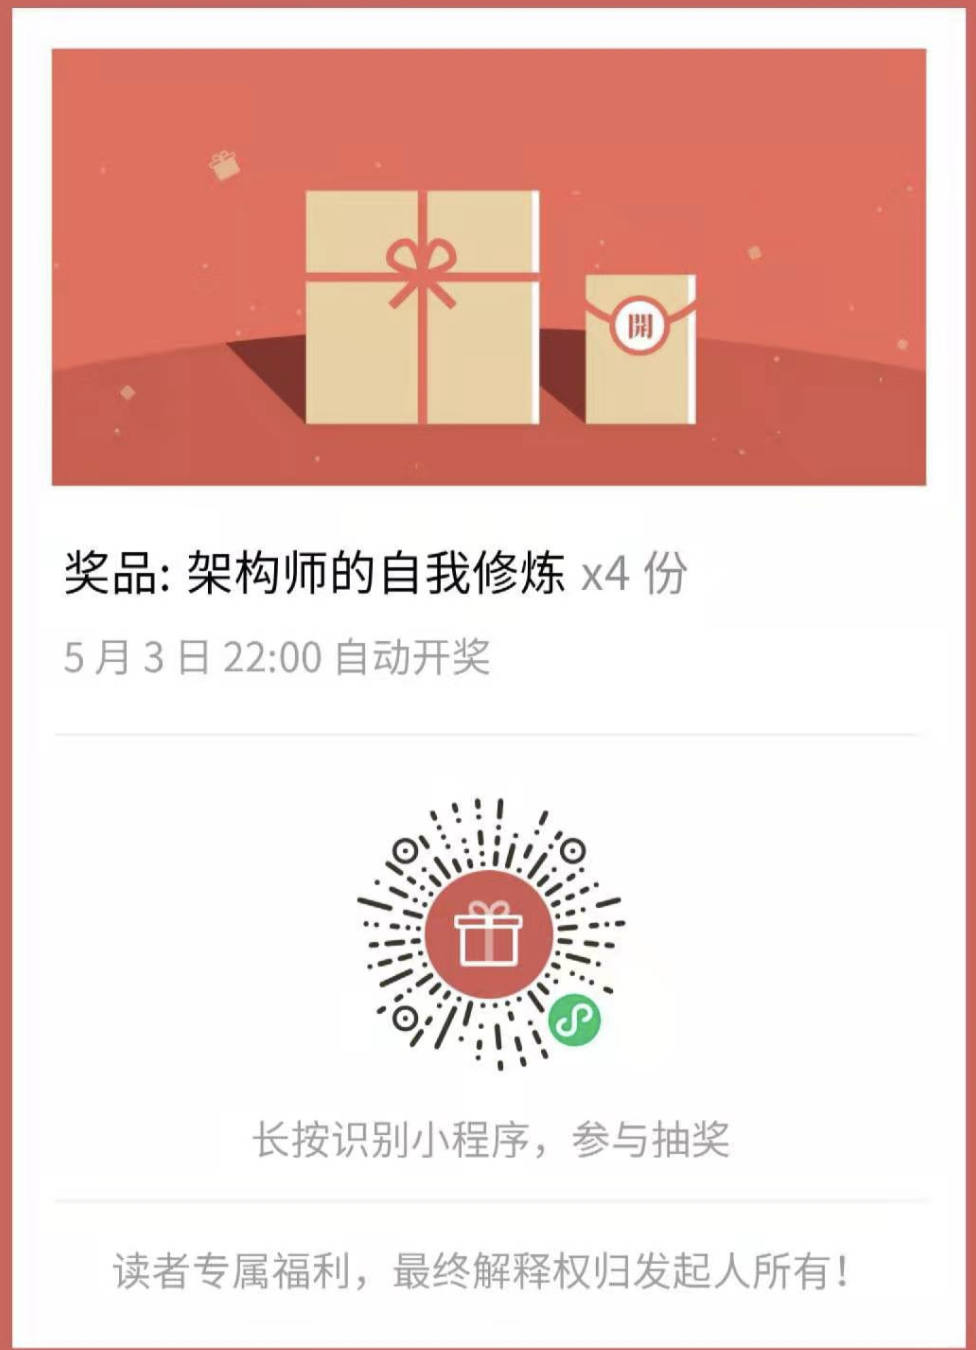 開
奖品: 架构师的自我修炼 x4 份
5 月 3 日 22:00 自动开奖
长按识别小程序，参与抽奖
读者专属福利，最终解释权归发起人所有！